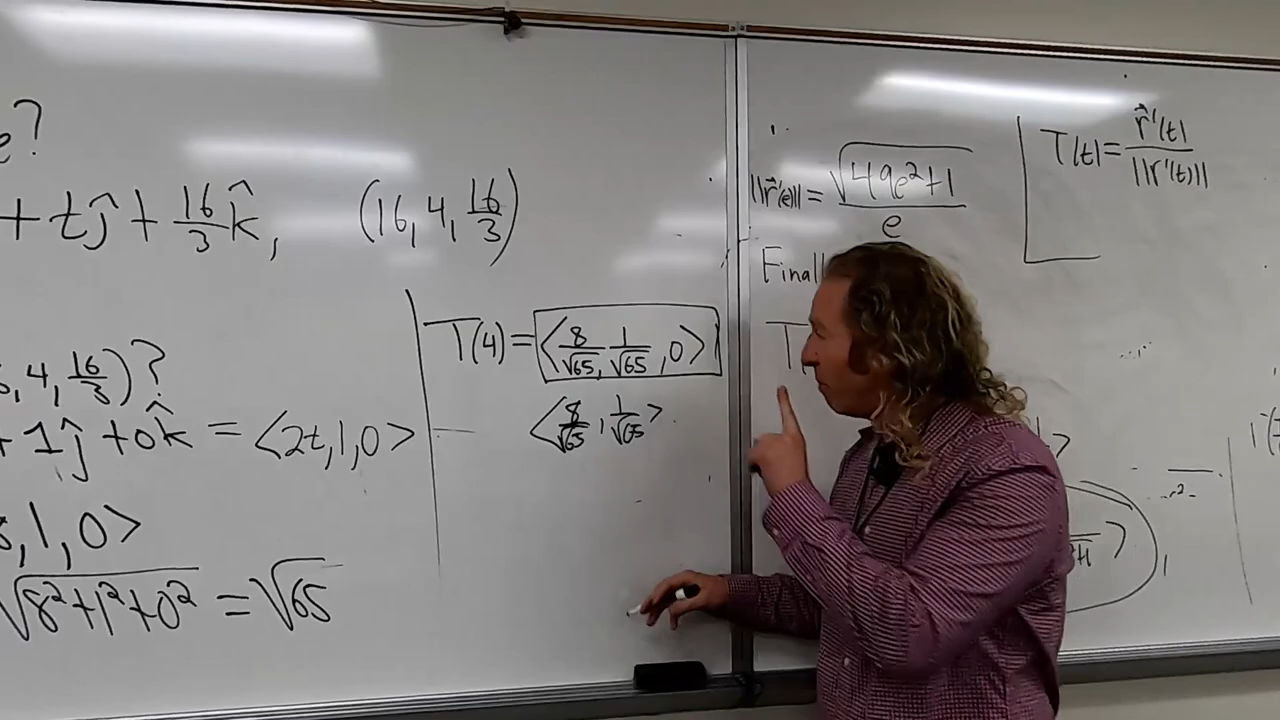 e?
+ tĵ + 16/3 k̂, (16, 4, 16/3)
, 4, 16/3)?
+ 1ĵ + 0k̂ = <2t, 1, 0>
, 1, 0>
√8²+1²+0² = √65
T(4) = <8/√65, 1/√65, 0>
<8/√65, 1/√65>
||r⃗'(e)|| = √49e²+1 / e
Finall
T(
T(t) = r⃗'(t) / ||r'(t)||